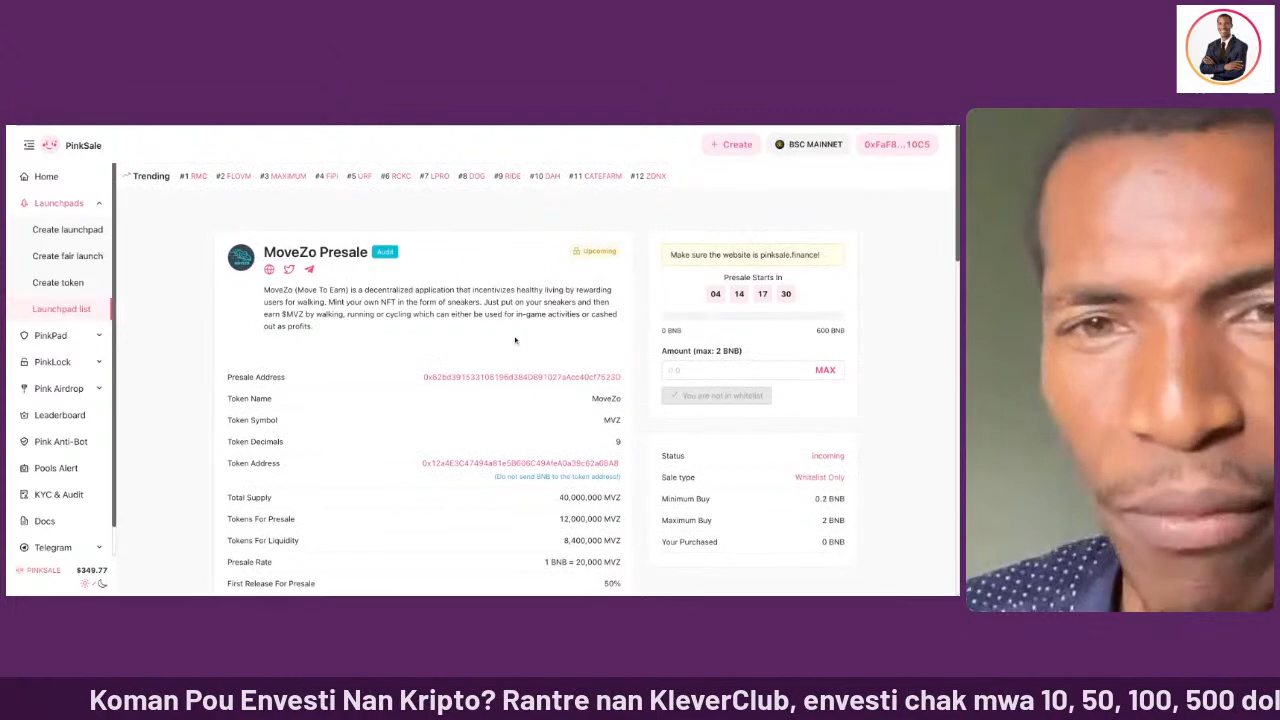 PinkSale
+ Create
BSC MAINNET
0xFaF8...10C5
Home
Launchpads
Create launchpad
Create fair launch
Create token
Launchpad list
PinkPad
PinkLock
Pink Airdrop
Leaderboard
Pink Anti-Bot
Pools Alert
KYC & Audit
Docs
Telegram
PINKSALE $349.77
Trending #1 RMC #2 FLOVM #3 MAXIMUM #4 FiPi #5 URF #6 RCKC #7 LPRO #8 DOG #9 RIDE #10 DAH #11 CATEFARM #12 ZONX
MoveZo Presale Audit
Upcoming
MoveZo (Move To Earn) is a decentralized application that incentivizes healthy living by rewarding
users for walking. Mint your own NFT in the form of sneakers. Just put on your sneakers and then
earn $MVZ by walking, running or cycling which can either be used for in-game activities or cashed
out as profits.
Presale Address
Token Name MoveZo
Token Symbol MVZ
Token Decimals 9
Token Address
(Do not send BNB to the token address!)
Total Supply 40,000,000 MVZ
Tokens For Presale 12,000,000 MVZ
Tokens For Liquidity 8,400,000 MVZ
Presale Rate 1 BNB = 20,000 MVZ
First Release For Presale 50%
Make sure the website is pinksale.finance!
Presale Starts In
04 14 17 30
0 BNB 600 BNB
Amount (max: 2 BNB)
0.0 MAX
You are not in whitelist
Status incoming
Sale type Whitelist Only
Minimum Buy 0.2 BNB
Maximum Buy 2 BNB
Your Purchased 0 BNB
Koman Pou Envesti Nan Kripto? Rantre nan KleverClub, envesti chak mwa 10, 50, 100, 500 dol